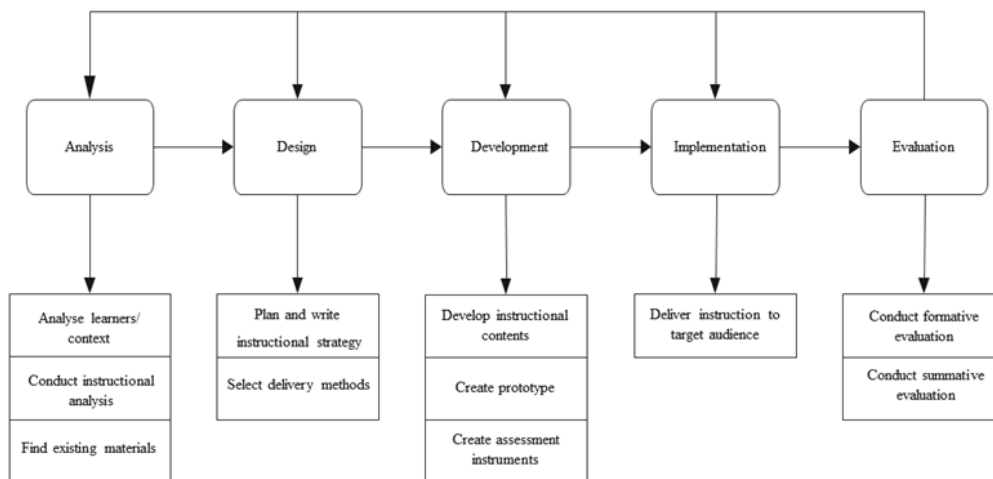 Analysis
Design
Development
Implementation
Evaluation
Analyse learners/
context
Conduct instructional
analysis
Find existing materials
Plan and write
instructional strategy
Select delivery methods
Develop instructional
contents
Create prototype
Create assessment
instruments
Deliver instruction to
target audience
Conduct formative
evaluation
Conduct summative
evaluation